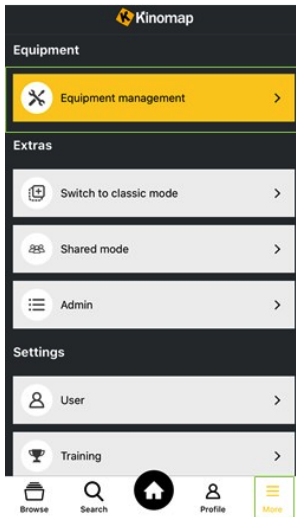 Kinomap
Equipment
Equipment management
Extras
Switch to classic mode
Shared mode
Admin
Settings
User
Training
Browse Search Profile More